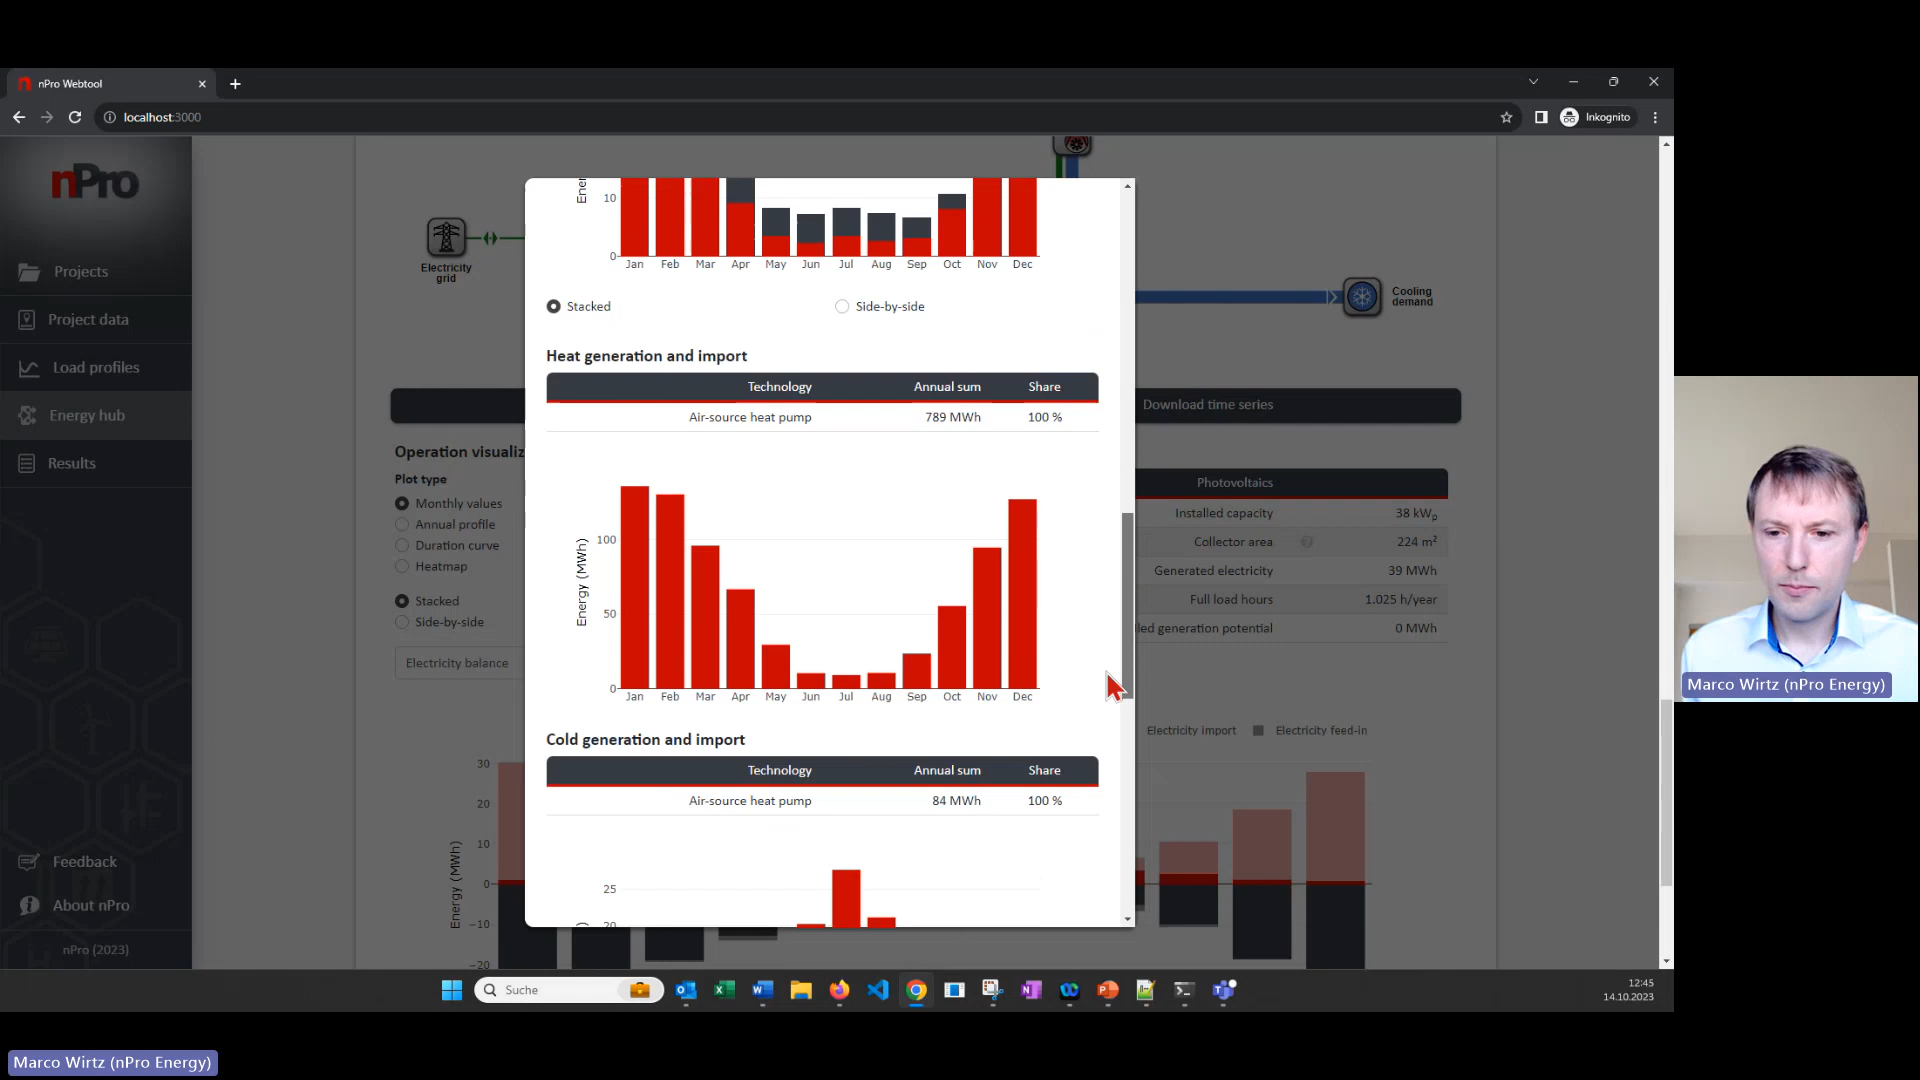 nPro Webtool
localhost:3000
Inkognito
nPro
Projects
Project data
Load profiles
Energy hub
Results
Feedback
About nPro
nPro (2023)
Electricity
grid
Cooling
demand
Download time series
Operation visualiz
Plot type
Monthly values
Annual profile
Duration curve
Heatmap
Stacked
Side-by-side
Electricity balance
Energy (MWh)
30
20
10
0
−10
−20
Photovoltaics
Installed capacity 38 kWp
Collector area 224 m²
Generated electricity 39 MWh
Full load hours 1.025 h/year
led generation potential 0 MWh
Electricity import Electricity feed-in
Ener
10
0
Jan Feb Mar Apr May Jun Jul Aug Sep Oct Nov Dec
Stacked Side-by-side
Heat generation and import
Technology Annual sum Share
Air-source heat pump 789 MWh 100 %
Energy (MWh)
100
50
0
Jan Feb Mar Apr May Jun Jul Aug Sep Oct Nov Dec
Cold generation and import
Technology Annual sum Share
Air-source heat pump 84 MWh 100 %
25
20
Suche
12:45
14.10.2023
Marco Wirtz (nPro Energy)
Marco Wirtz (nPro Energy)